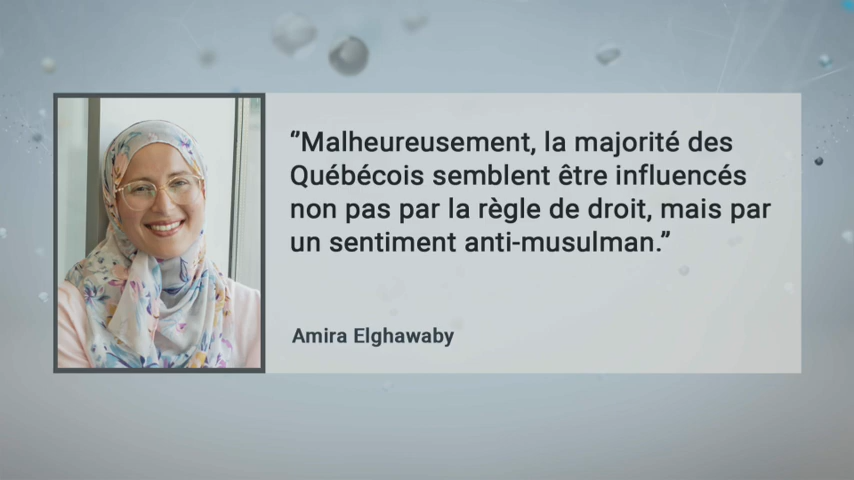 ”Malheureusement, la majorité des
Québécois semblent être influencés
non pas par la règle de droit, mais par
un sentiment anti-musulman.”
Amira Elghawaby